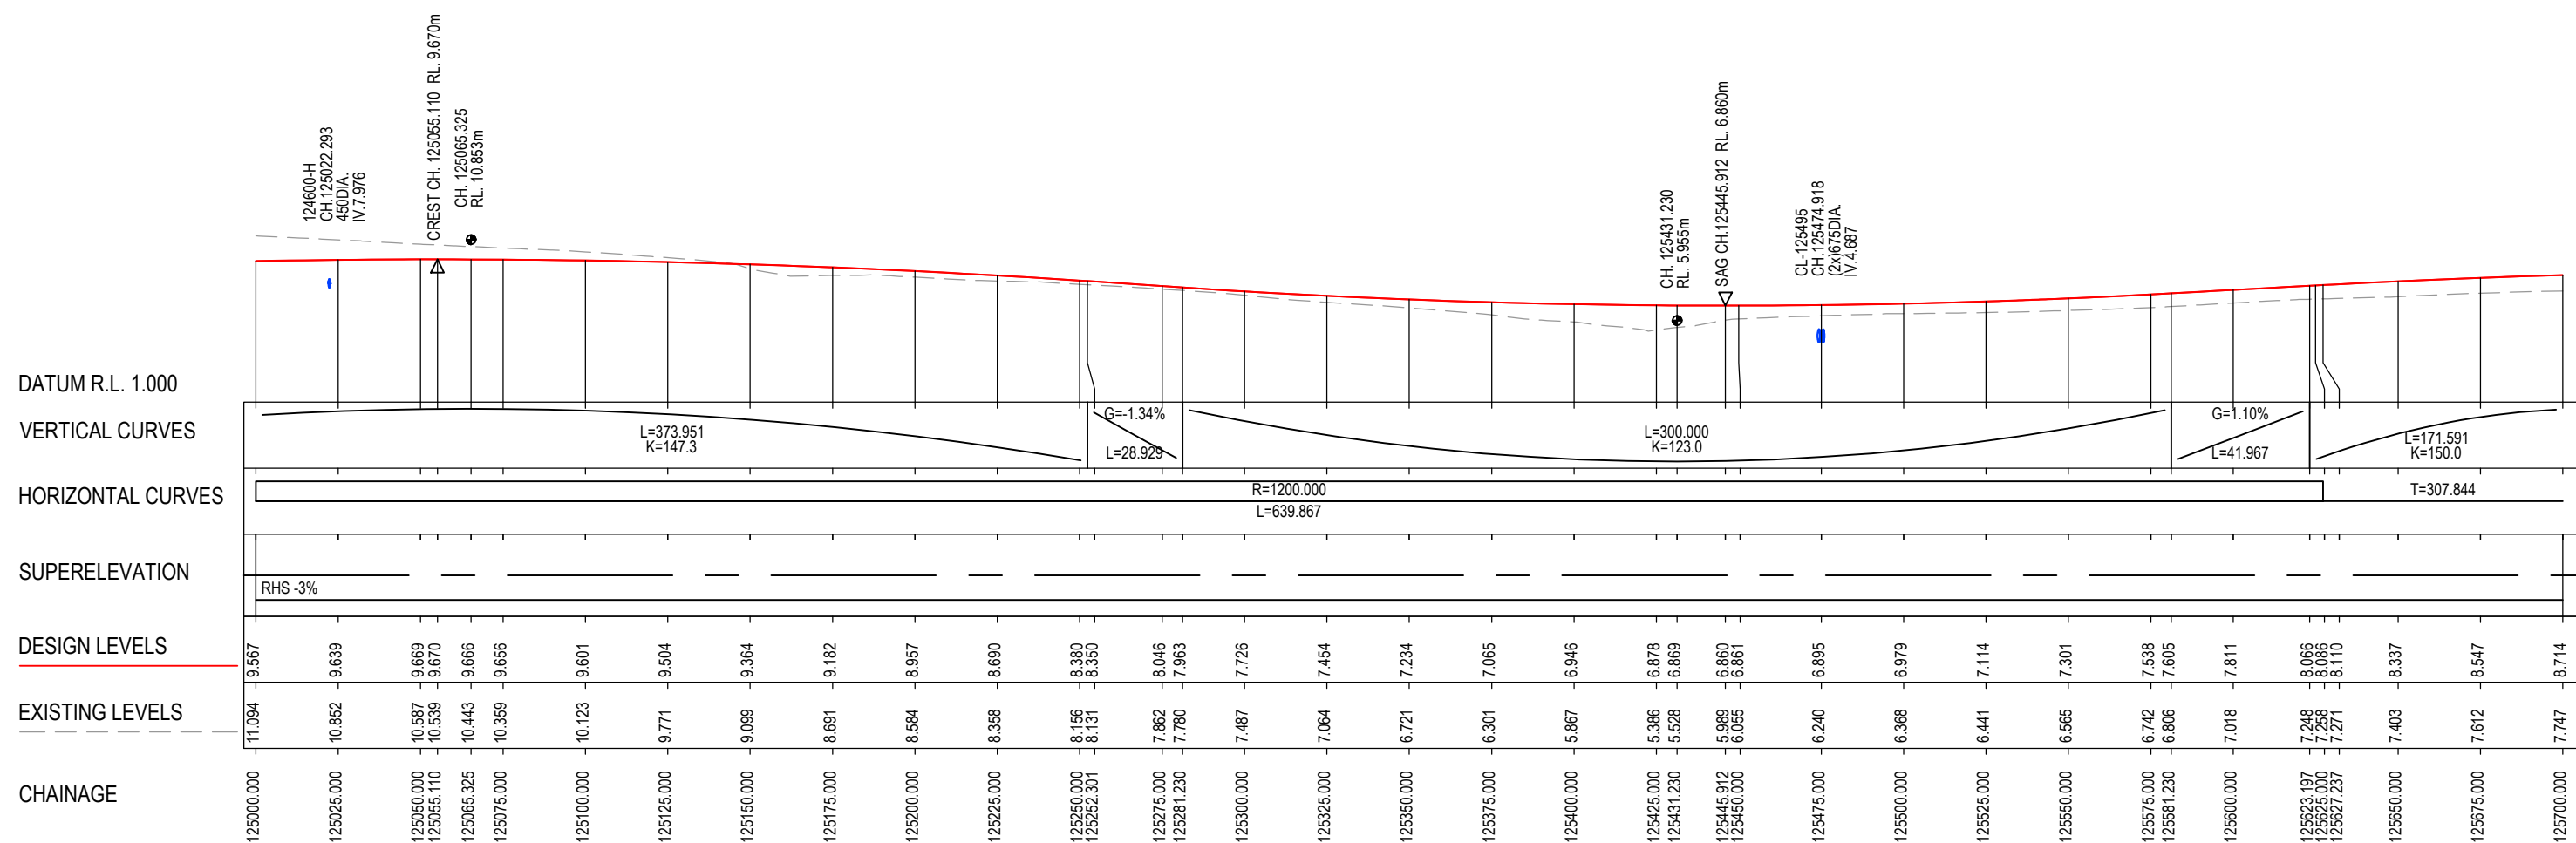 124600-H
CH.125022.293
450DIA.
IV.7.976
CREST CH. 125055.110 RL. 9.670m
CH. 125065.325
RL. 10.853m
CH. 125431.230
RL. 5.955m
SAG CH.125445.912 RL. 6.860m
CL-125495
CH.125474.918
(2x)675DIA.
IV.4.687
DATUM R.L. 1.000
VERTICAL CURVES
L=373.951
K=147.3
G=-1.34%
L=28.929
L=300.000
K=123.0
G=1.10%
L=41.967
L=171.591
K=150.0
HORIZONTAL CURVES
R=1200.000
L=639.867
T=307.844
SUPERELEVATION
RHS -3%
DESIGN LEVELS
9.567 9.639 9.669 9.670 9.666 9.656 9.601 9.504 9.364 9.182 8.957 8.690 8.380 8.350 8.046 7.963 7.726 7.454 7.234 7.065 6.946 6.878 6.869 6.860 6.861 6.895 6.979 7.114 7.301 7.538 7.605 7.811 8.066 8.086 8.110 8.337 8.547 8.714
EXISTING LEVELS
11.094 10.852 10.587 10.539 10.443 10.359 10.123 9.771 9.099 8.691 8.584 8.358 8.156 8.131 7.862 7.780 7.487 7.064 6.721 6.301 5.867 5.386 5.528 5.989 6.055 6.240 6.368 6.441 6.565 6.742 6.806 7.018 7.248 7.258 7.271 7.403 7.612 7.747
CHAINAGE
125000.000 125025.000 125050.000 125055.110 125065.325 125075.000 125100.000 125125.000 125150.000 125175.000 125200.000 125225.000 125250.000 125252.301 125275.000 125281.230 125300.000 125325.000 125350.000 125375.000 125400.000 125425.000 125431.230 125445.912 125450.000 125475.000 125500.000 125525.000 125550.000 125575.000 125581.230 125600.000 125623.197 125625.000 125627.237 125650.000 125675.000 125700.000